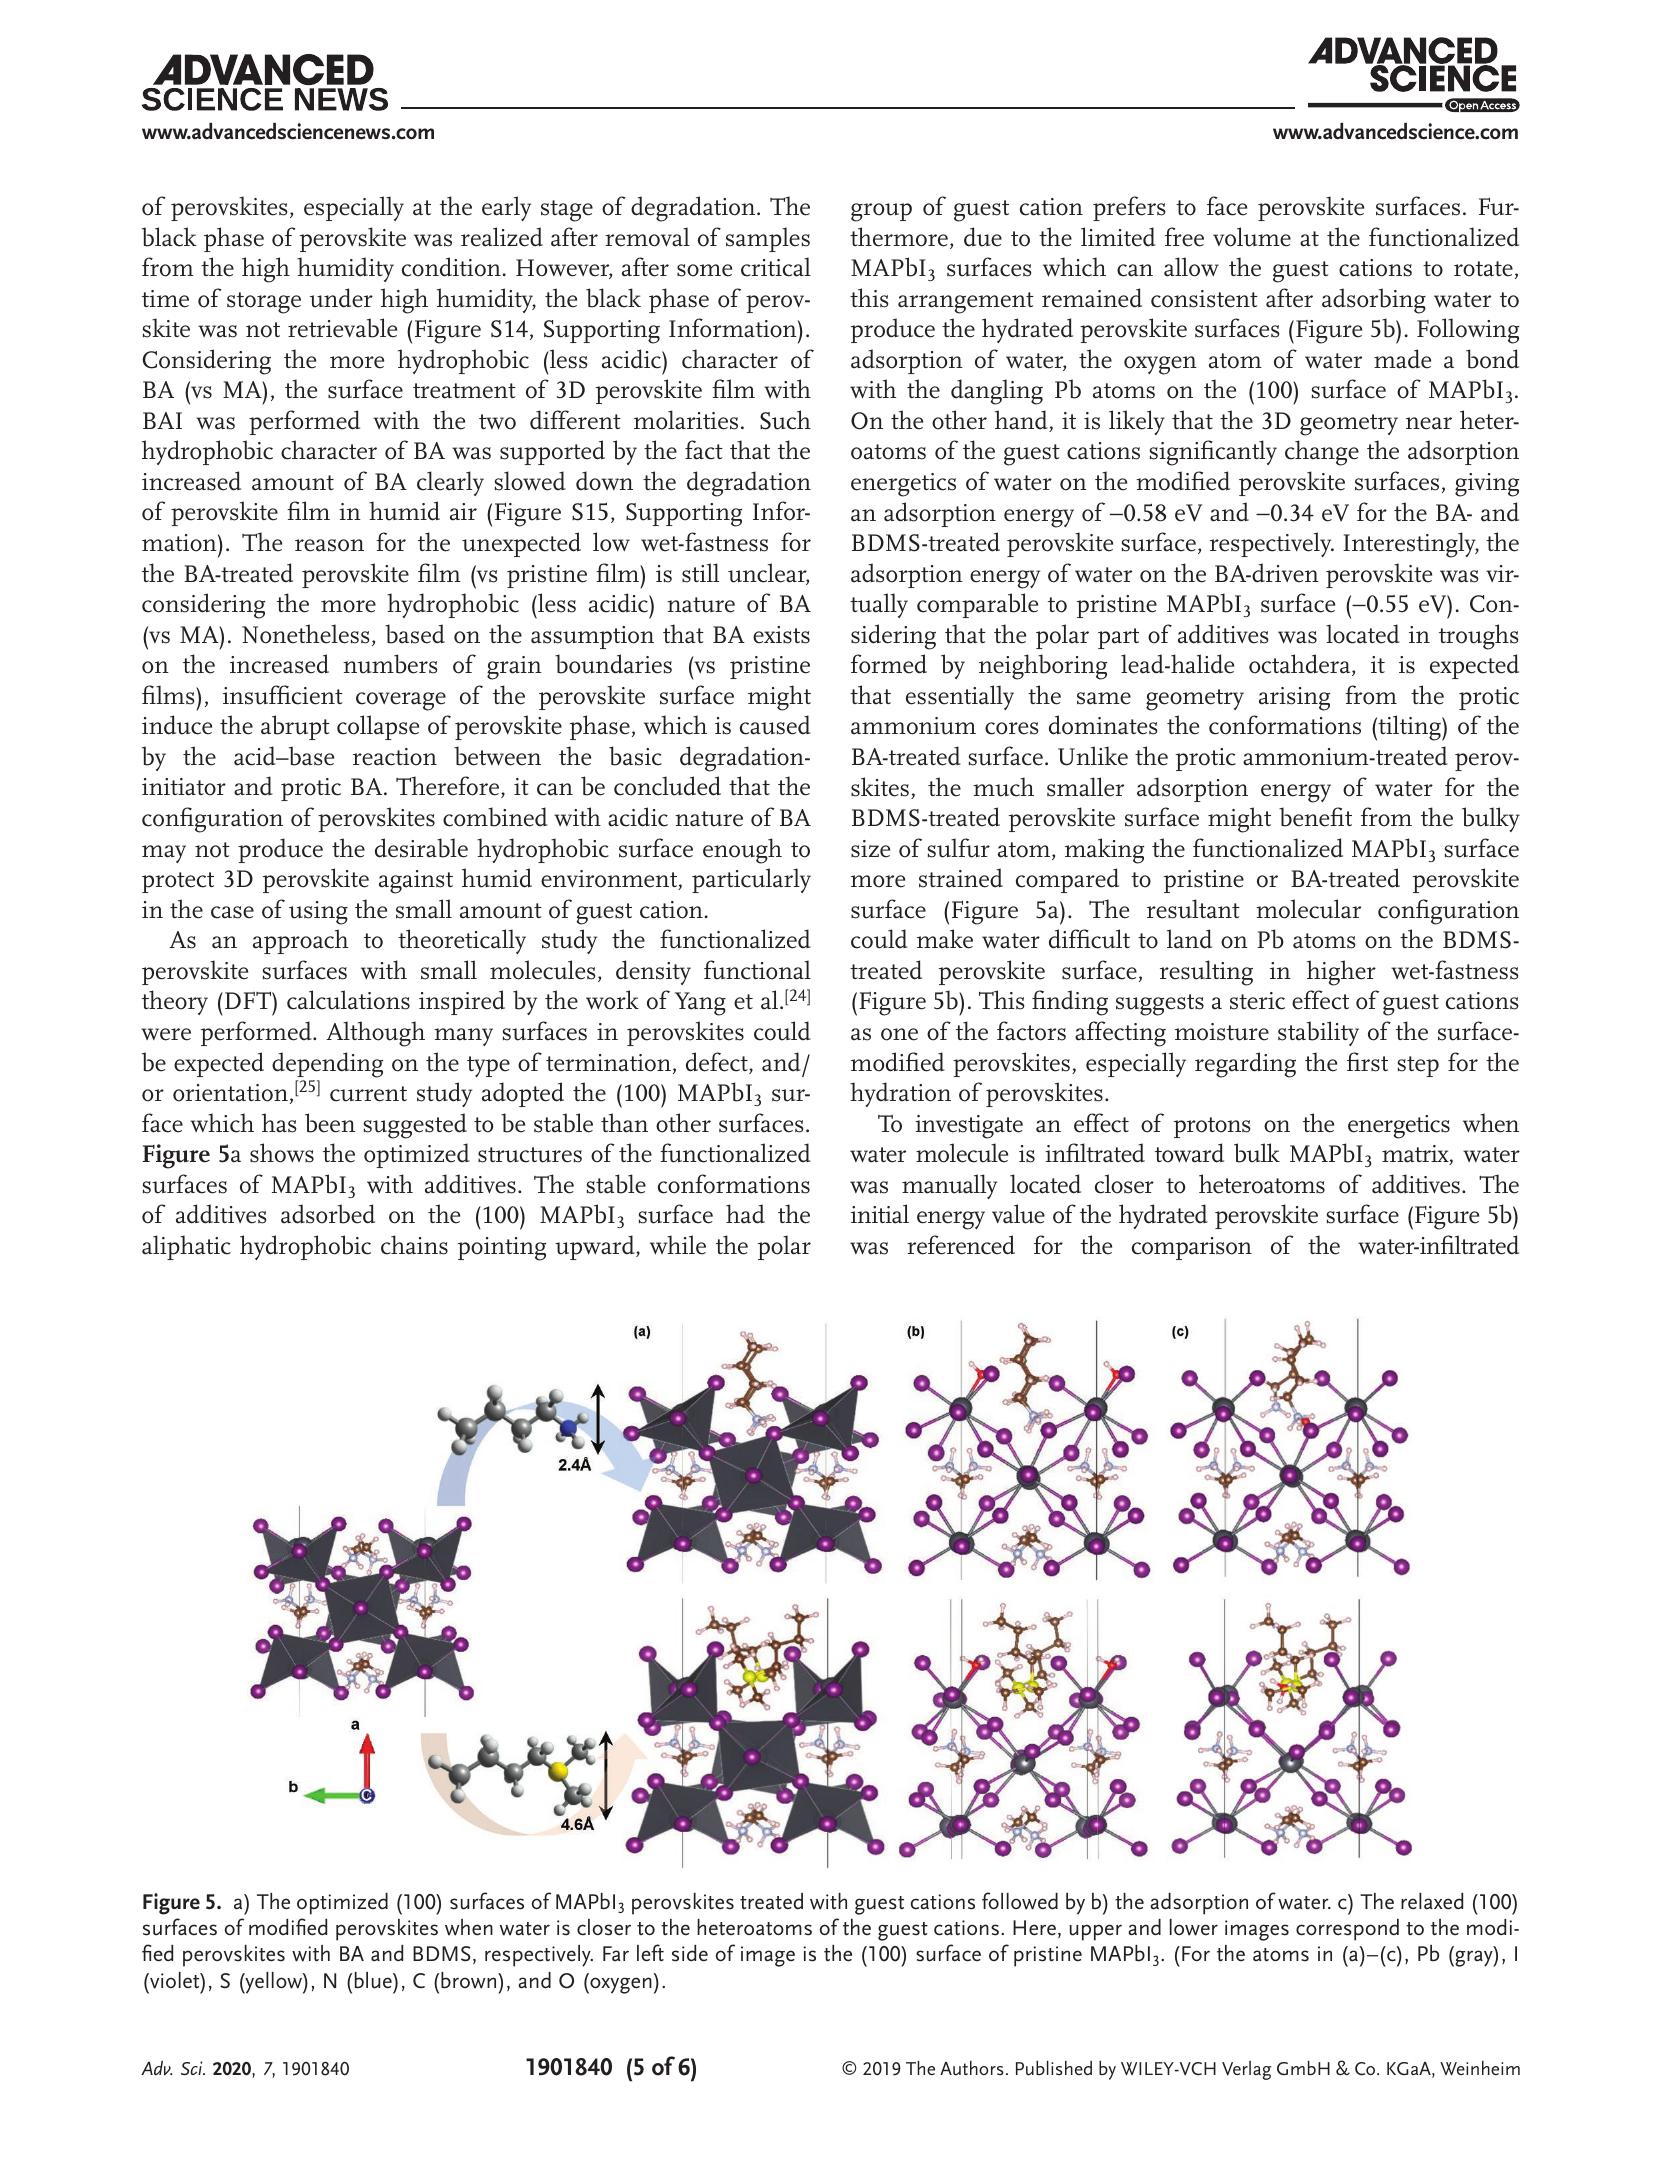 ADVANCED
SCIENCE NEWS
www.advancedsciencenews.com
ADVANCED
SCIENCE
Open Access
www.advancedscience.com
of perovskites, especially at the early stage of degradation. The
black phase of perovskite was realized after removal of samples
from the high humidity condition. However, after some critical
time of storage under high humidity, the black phase of perov-
skite was not retrievable (Figure S14, Supporting Information).
Considering the more hydrophobic (less acidic) character of
BA (vs MA), the surface treatment of 3D perovskite film with
BAI was performed with the two different molarities. Such
hydrophobic character of BA was supported by the fact that the
increased amount of BA clearly slowed down the degradation
of perovskite film in humid air (Figure S15, Supporting Infor-
mation). The reason for the unexpected low wet-fastness for
the BA-treated perovskite film (vs pristine film) is still unclear,
considering the more hydrophobic (less acidic) nature of BA
(vs MA). Nonetheless, based on the assumption that BA exists
on the increased numbers of grain boundaries (vs pristine
films), insufficient coverage of the perovskite surface might
induce the abrupt collapse of perovskite phase, which is caused
by the acid–base reaction between the basic degradation-
initiator and protic BA. Therefore, it can be concluded that the
configuration of perovskites combined with acidic nature of BA
may not produce the desirable hydrophobic surface enough to
protect 3D perovskite against humid environment, particularly
in the case of using the small amount of guest cation.
As an approach to theoretically study the functionalized
perovskite surfaces with small molecules, density functional
theory (DFT) calculations inspired by the work of Yang et al.[24]
were performed. Although many surfaces in perovskites could
be expected depending on the type of termination, defect, and/
or orientation,[25] current study adopted the (100) MAPbI3 sur-
face which has been suggested to be stable than other surfaces.
Figure 5a shows the optimized structures of the functionalized
surfaces of MAPbI3 with additives. The stable conformations
of additives adsorbed on the (100) MAPbI3 surface had the
aliphatic hydrophobic chains pointing upward, while the polar
group of guest cation prefers to face perovskite surfaces. Fur-
thermore, due to the limited free volume at the functionalized
MAPbI3 surfaces which can allow the guest cations to rotate,
this arrangement remained consistent after adsorbing water to
produce the hydrated perovskite surfaces (Figure 5b). Following
adsorption of water, the oxygen atom of water made a bond
with the dangling Pb atoms on the (100) surface of MAPbI3.
On the other hand, it is likely that the 3D geometry near heter-
oatoms of the guest cations significantly change the adsorption
energetics of water on the modified perovskite surfaces, giving
an adsorption energy of −0.58 eV and −0.34 eV for the BA- and
BDMS-treated perovskite surface, respectively. Interestingly, the
adsorption energy of water on the BA-driven perovskite was vir-
tually comparable to pristine MAPbI3 surface (−0.55 eV). Con-
sidering that the polar part of additives was located in troughs
formed by neighboring lead-halide octahdera, it is expected
that essentially the same geometry arising from the protic
ammonium cores dominates the conformations (tilting) of the
BA-treated surface. Unlike the protic ammonium-treated perov-
skites, the much smaller adsorption energy of water for the
BDMS-treated perovskite surface might benefit from the bulky
size of sulfur atom, making the functionalized MAPbI3 surface
more strained compared to pristine or BA-treated perovskite
surface (Figure 5a). The resultant molecular configuration
could make water difficult to land on Pb atoms on the BDMS-
treated perovskite surface, resulting in higher wet-fastness
(Figure 5b). This finding suggests a steric effect of guest cations
as one of the factors affecting moisture stability of the surface-
modified perovskites, especially regarding the first step for the
hydration of perovskites.
To investigate an effect of protons on the energetics when
water molecule is infiltrated toward bulk MAPbI3 matrix, water
was manually located closer to heteroatoms of additives. The
initial energy value of the hydrated perovskite surface (Figure 5b)
was referenced for the comparison of the water-infiltrated
(a)
(b)
(c)
2.4Å
a
b
C
4.6Å
Figure 5. a) The optimized (100) surfaces of MAPbI3 perovskites treated with guest cations followed by b) the adsorption of water. c) The relaxed (100)
surfaces of modified perovskites when water is closer to the heteroatoms of the guest cations. Here, upper and lower images correspond to the modi-
fied perovskites with BA and BDMS, respectively. Far left side of image is the (100) surface of pristine MAPbI3. (For the atoms in (a)–(c), Pb (gray), I
(violet), S (yellow), N (blue), C (brown), and O (oxygen).
Adv. Sci. 2020, 7, 1901840
1901840 (5 of 6)
© 2019 The Authors. Published by WILEY-VCH Verlag GmbH & Co. KGaA, Weinheim